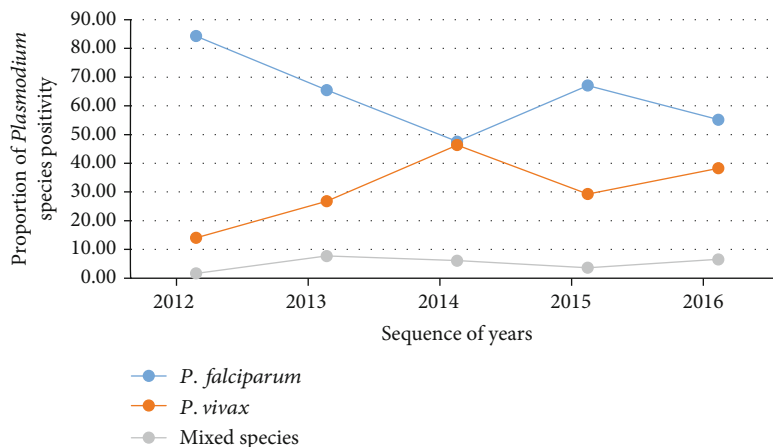 90.00
80.00
70.00
60.00
50.00
40.00
30.00
20.00
10.00
0.00
Proportion of Plasmodium
species positivity
2012 2013 2014 2015 2016
Sequence of years
P. falciparum
P. vivax
Mixed species